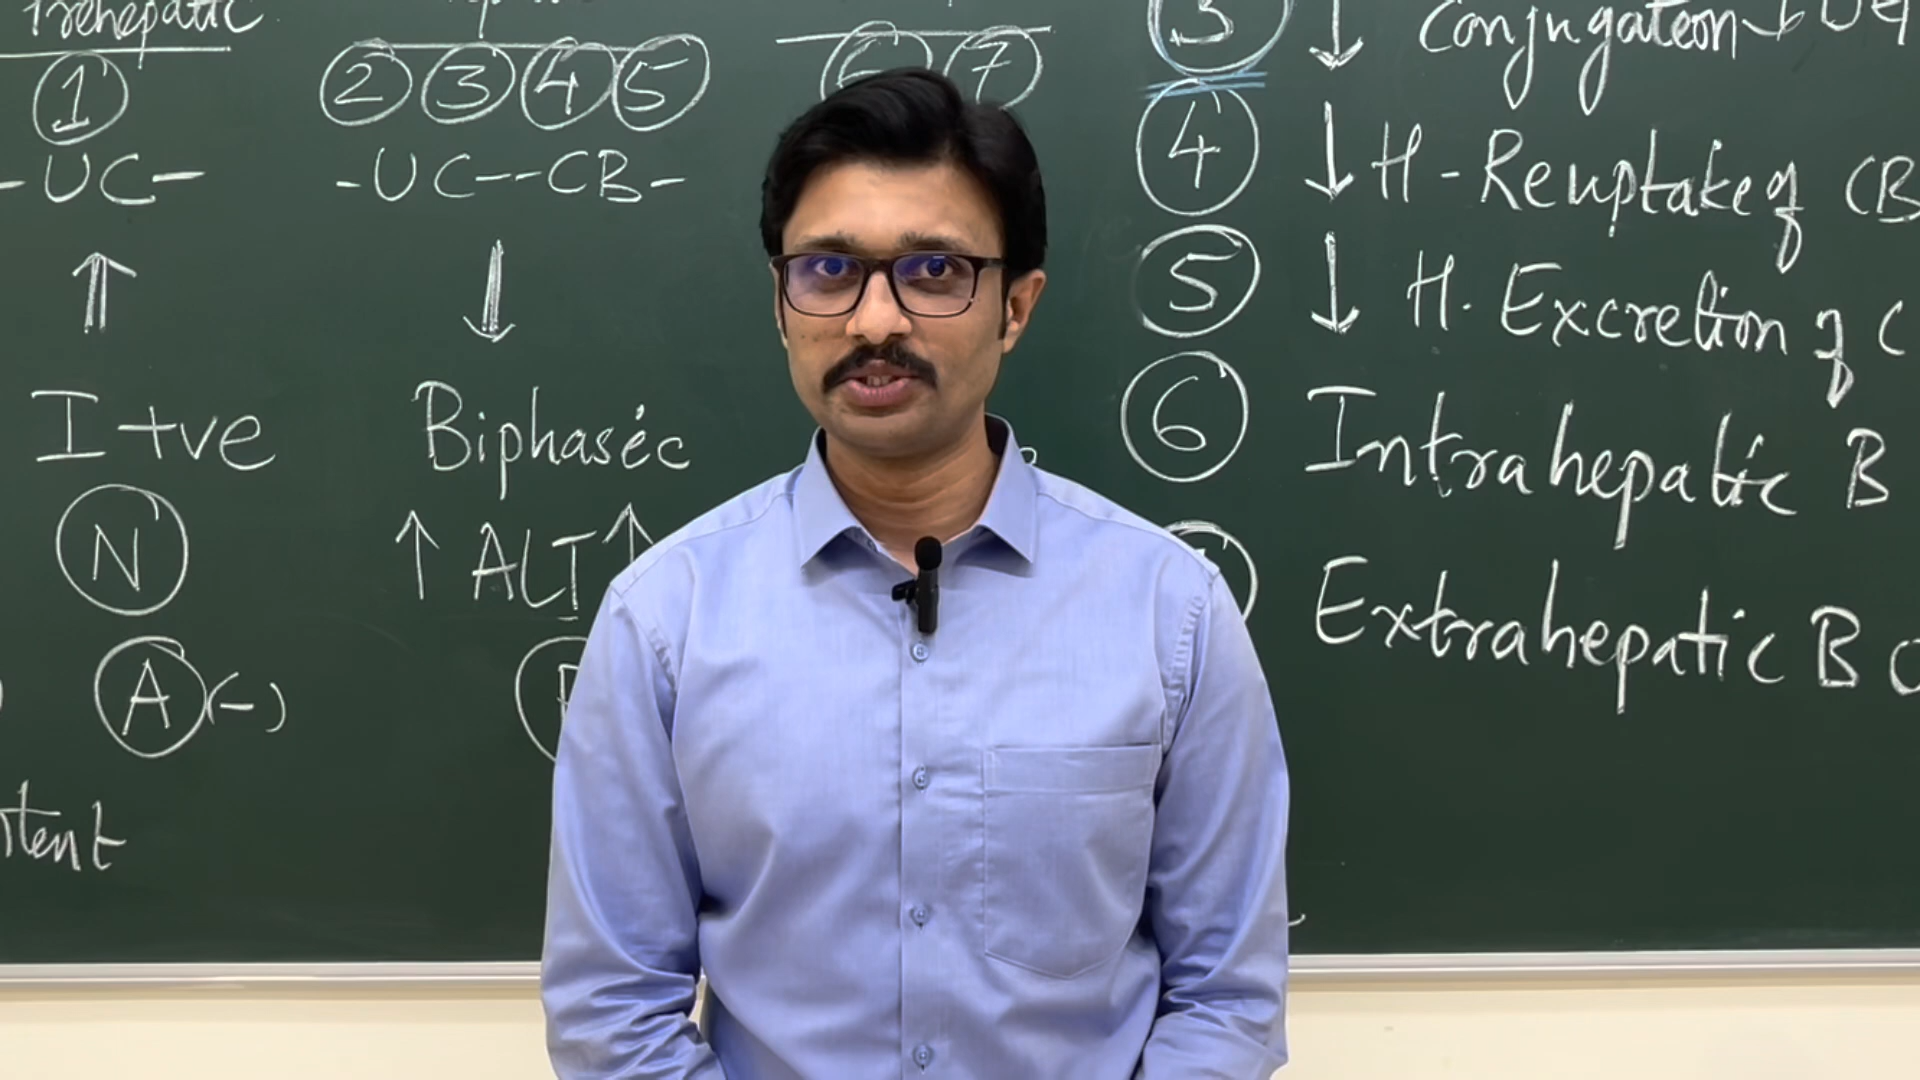 Prehepatic
1
2 3 4 5
6 7
-UC-
-UC--CB-
I+ve
Biphasic
N
↑ ALT ↑
A (-)
3 ↓ Conjugation
4 ↓ H-Reuptake of CB
5 ↓ H. Excretion of C
6 Intrahepatic B
Extrahepatic B